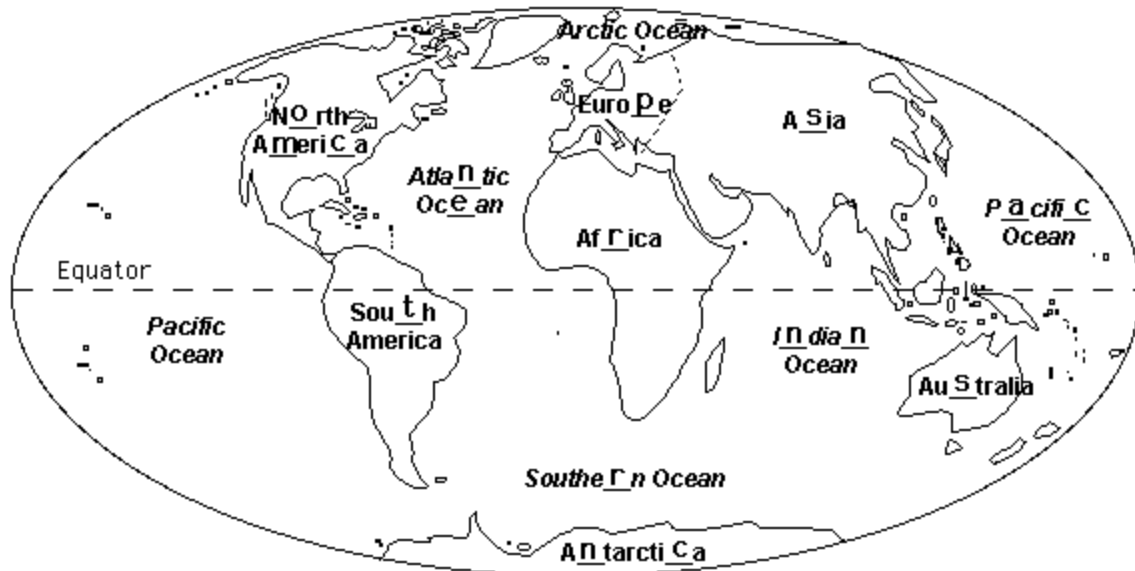 Arctic Ocean
North
America
Europe
Asia
Atlantic
Ocean
Pacific
Ocean
Africa
Equator
Pacific
Ocean
South
America
Indian
Ocean
Australia
Southern Ocean
Antarctica